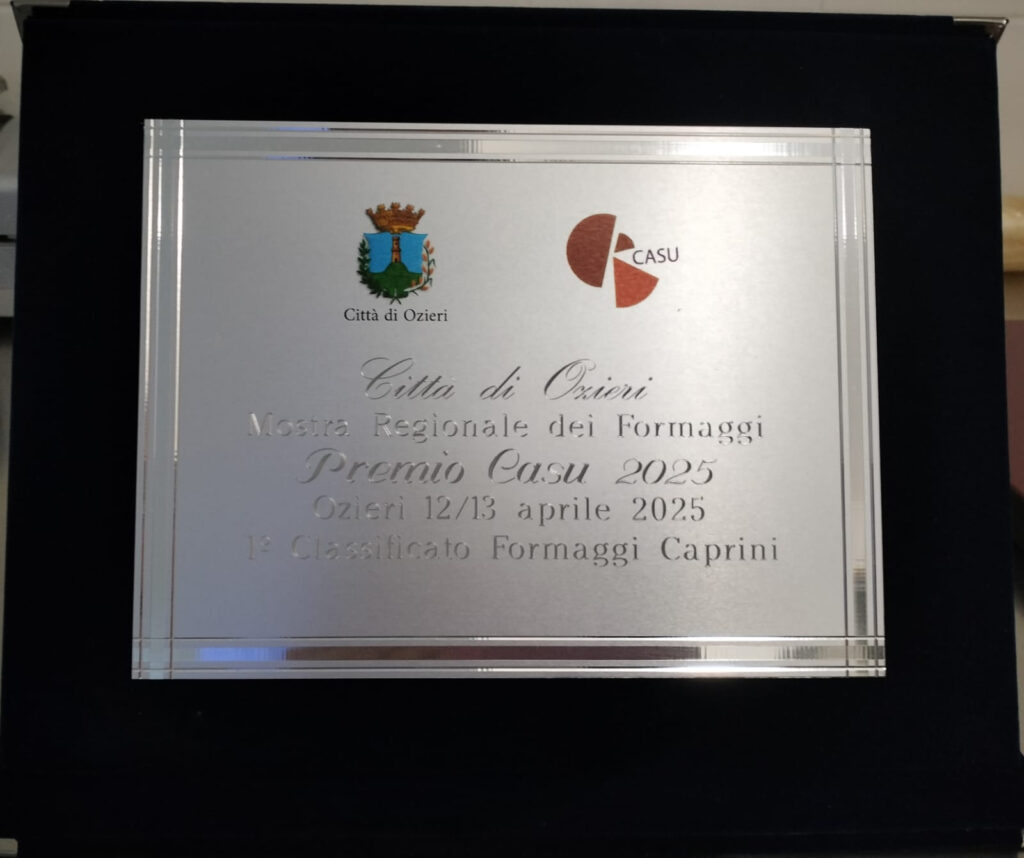 Città di Ozieri
CASU
Città di Ozieri
Mostra Regionale dei Formaggi
Premio Casu 2025
Ozieri 12/13 aprile 2025
1° Classificato Formaggi Caprini